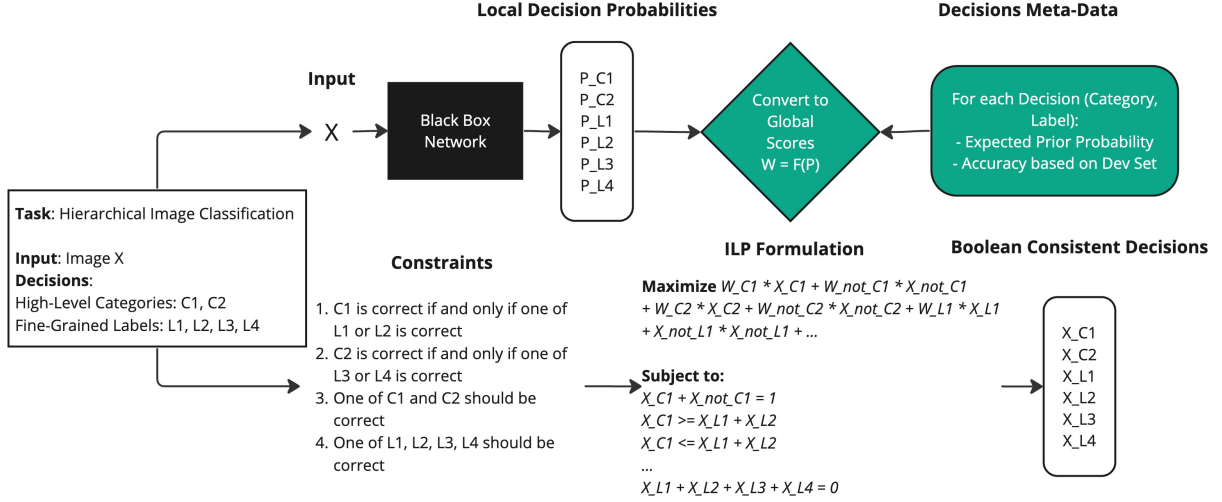 Local Decision Probabilities
Decisions Meta-Data
Input
X
Black Box
Network
P_C1
P_C2
P_L1
P_L2
P_L3
P_L4
Convert to
Global
Scores
W = F(P)
For each Decision (Category,
Label):
- Expected Prior Probability
- Accuracy based on Dev Set
Task: Hierarchical Image Classification
Input: Image X
Decisions:
High-Level Categories: C1, C2
Fine-Grained Labels: L1, L2, L3, L4
Constraints
1. C1 is correct if and only if one of
L1 or L2 is correct
2. C2 is correct if and only if one of
L3 or L4 is correct
3. One of C1 and C2 should be
correct
4. One of L1, L2, L3, L4 should be
correct
ILP Formulation
Maximize W_C1 * X_C1 + W_not_C1 * X_not_C1
+ W_C2 * X_C2 + W_not_C2 * X_not_C2 + W_L1 * X_L1
+ X_not_L1 * X_not_L1 + ...
Subject to:
X_C1 + X_not_C1 = 1
X_C1 >= X_L1 + X_L2
X_C1 <= X_L1 + X_L2
...
X_L1 + X_L2 + X_L3 + X_L4 = 0
Boolean Consistent Decisions
X_C1
X_C2
X_L1
X_L2
X_L3
X_L4